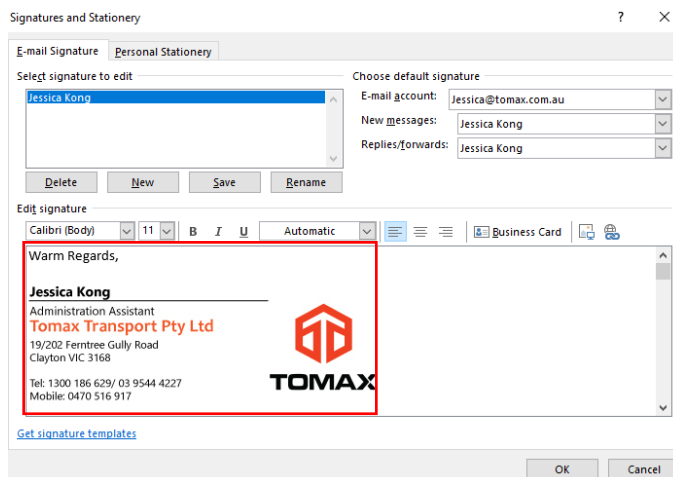 Signatures and Stationery ? ×
E-mail Signature Personal Stationery
Select signature to edit
Jessica Kong
Delete New Save Rename
Choose default signature
E-mail account: Jessica@tomax.com.au
New messages: Jessica Kong
Replies/forwards: Jessica Kong
Edit signature
Calibri (Body) 11 B I U Automatic Business Card
Warm Regards,
Jessica Kong
Administration Assistant
Tomax Transport Pty Ltd
19/202 Ferntree Gully Road
Clayton VIC 3168
Tel: 1300 186 629/ 03 9544 4227
Mobile: 0470 516 917
TOMAX
Get signature templates
OK Cancel